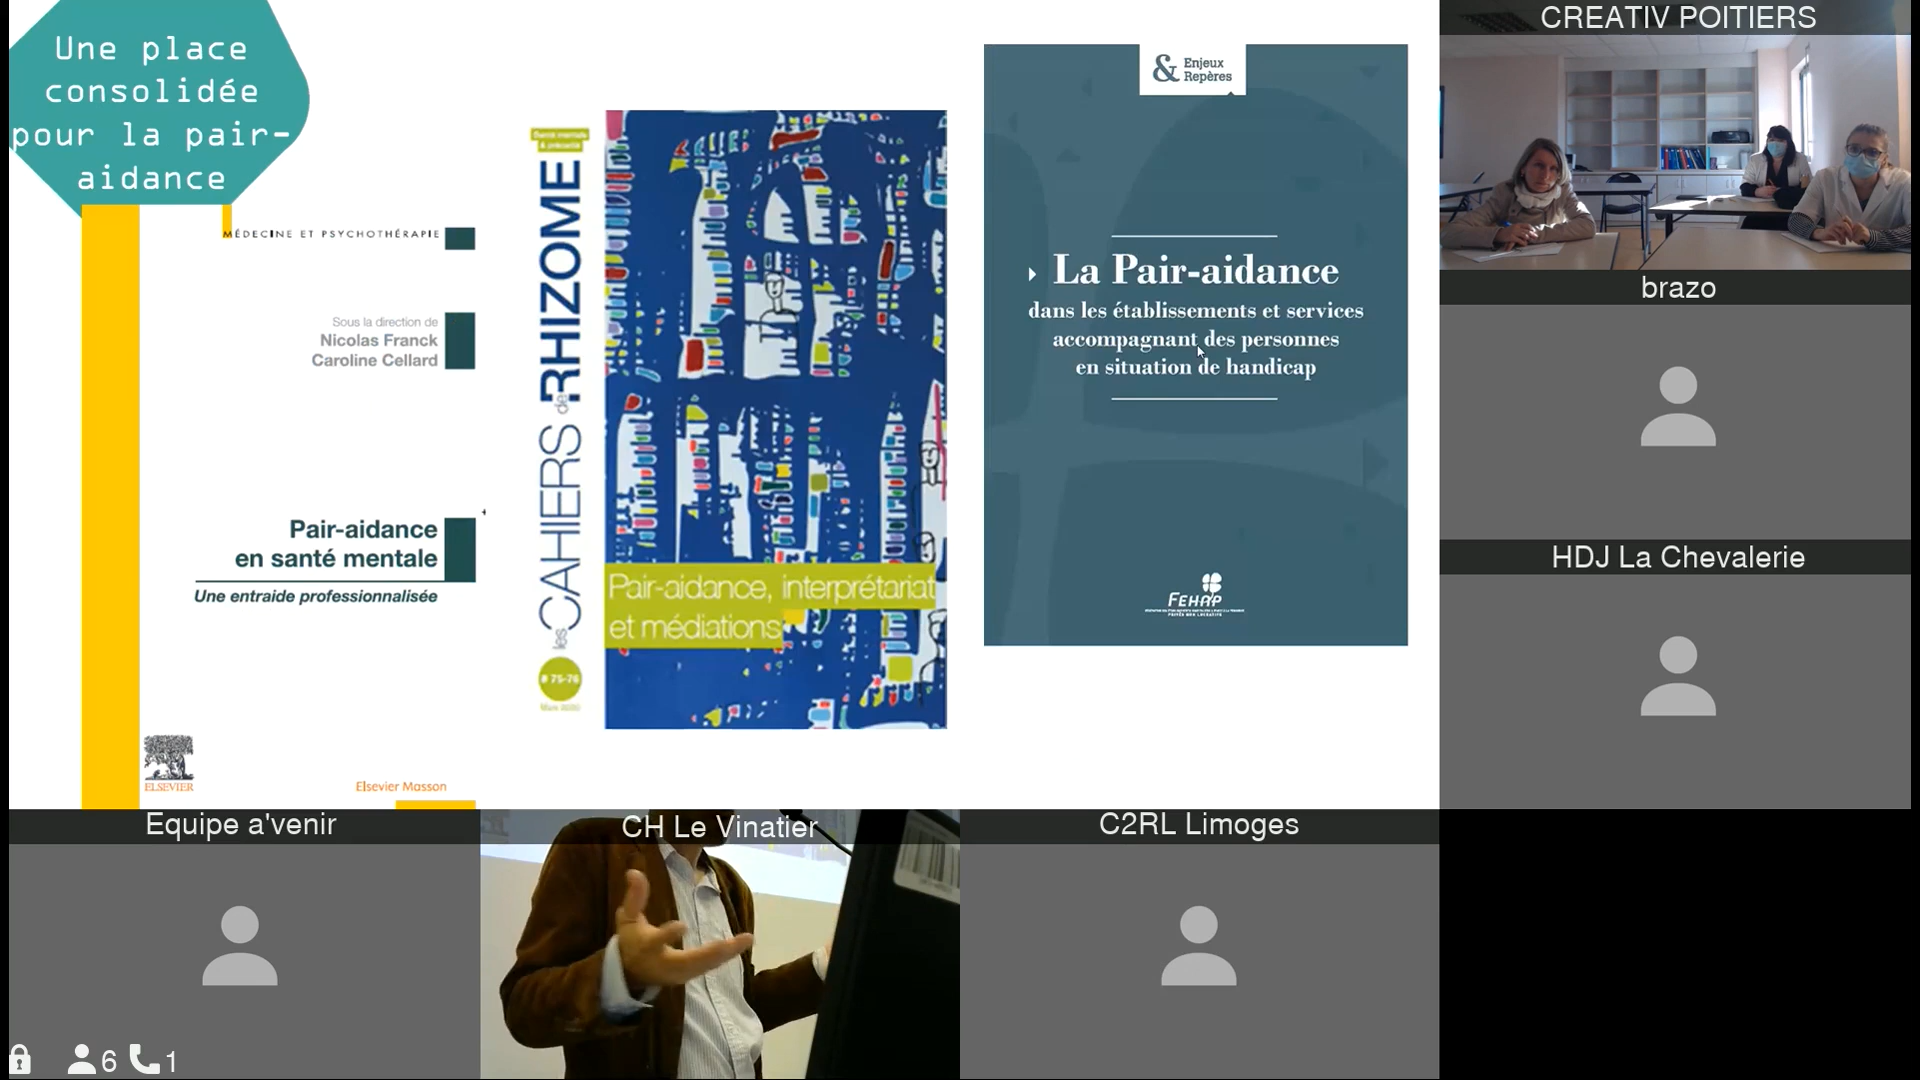 Une place
consolidée
pour la pair-
aidance
MÉDECINE ET PSYCHOTHÉRAPIE
Sous la direction de
Nicolas Franck
Caroline Cellard
Pair-aidance
en santé mentale
Une entraide professionnalisée
ELSEVIER
Elsevier Masson
les CAHIERS de RHIZOME
Santé mentale
& précarité
# 75-76
Mars 2020
Pair-aidance, interprétariat
et médiations
& Enjeux
Repères
La Pair-aidance
dans les établissements et services
accompagnant des personnes
en situation de handicap
FEHAP
CREATIV POITIERS
brazo
HDJ La Chevalerie
Equipe a'venir
CH Le Vinatier
C2RL Limoges
6
1